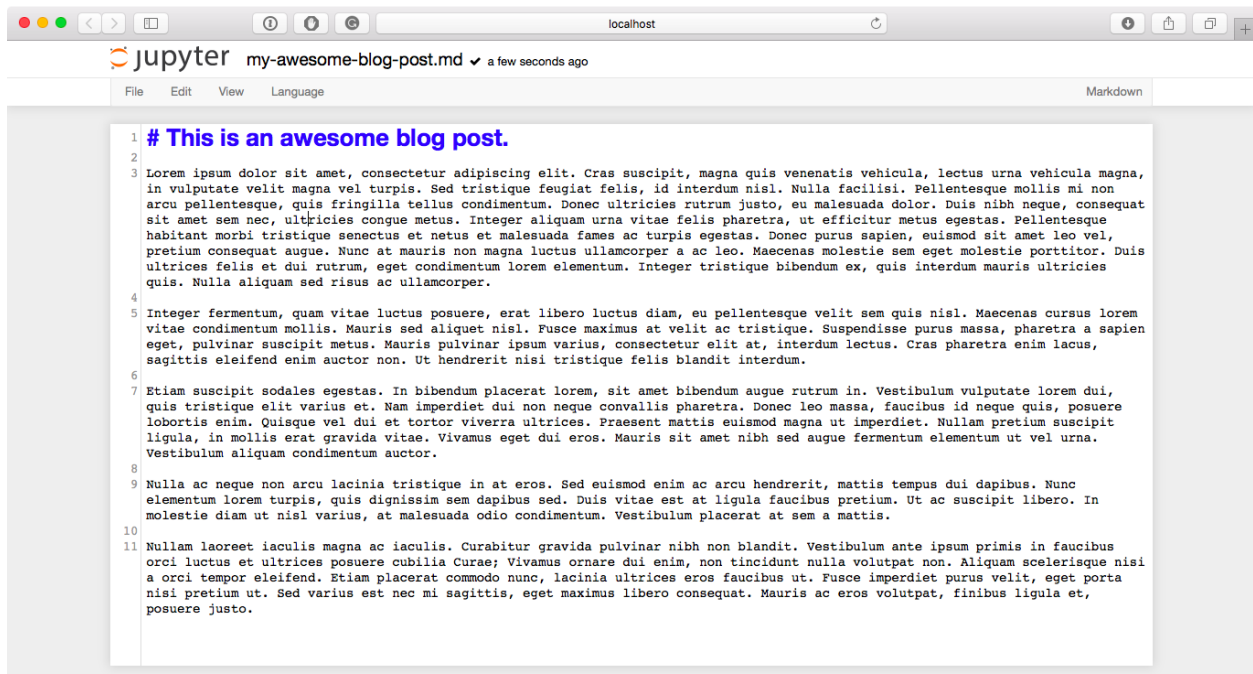 localhost
jupyter my-awesome-blog-post.md ✔ a few seconds ago
File Edit View Language Markdown
1 # This is an awesome blog post.
2
3 Lorem ipsum dolor sit amet, consectetur adipiscing elit. Cras suscipit, magna quis venenatis vehicula, lectus urna vehicula magna,
in vulputate velit magna vel turpis. Sed tristique feugiat felis, id interdum nisl. Nulla facilisi. Pellentesque mollis mi non
arcu pellentesque, quis fringilla tellus condimentum. Donec ultricies rutrum justo, eu malesuada dolor. Duis nibh neque, consequat
sit amet sem nec, ultricies congue metus. Integer aliquam urna vitae felis pharetra, ut efficitur metus egestas. Pellentesque
habitant morbi tristique senectus et netus et malesuada fames ac turpis egestas. Donec purus sapien, euismod sit amet leo vel,
pretium consequat augue. Nunc at mauris non magna luctus ullamcorper a ac leo. Maecenas molestie sem eget molestie porttitor. Duis
ultrices felis et dui rutrum, eget condimentum lorem elementum. Integer tristique bibendum ex, quis interdum mauris ultricies
quis. Nulla aliquam sed risus ac ullamcorper.
4
5 Integer fermentum, quam vitae luctus posuere, erat libero luctus diam, eu pellentesque velit sem quis nisl. Maecenas cursus lorem
vitae condimentum mollis. Mauris sed aliquet nisl. Fusce maximus at velit ac tristique. Suspendisse purus massa, pharetra a sapien
eget, pulvinar suscipit metus. Mauris pulvinar ipsum varius, consectetur elit at, interdum lectus. Cras pharetra enim lacus,
sagittis eleifend enim auctor non. Ut hendrerit nisi tristique felis blandit interdum.
6
7 Etiam suscipit sodales egestas. In bibendum placerat lorem, sit amet bibendum augue rutrum in. Vestibulum vulputate lorem dui,
quis tristique elit varius et. Nam imperdiet dui non neque convallis pharetra. Donec leo massa, faucibus id neque quis, posuere
lobortis enim. Quisque vel dui et tortor viverra ultrices. Praesent mattis euismod magna ut imperdiet. Nullam pretium suscipit
ligula, in mollis erat gravida vitae. Vivamus eget dui eros. Mauris sit amet nibh sed augue fermentum elementum ut vel urna.
Vestibulum aliquam condimentum auctor.
8
9 Nulla ac neque non arcu lacinia tristique in at eros. Sed euismod enim ac arcu hendrerit, mattis tempus dui dapibus. Nunc
elementum lorem turpis, quis dignissim sem dapibus sed. Duis vitae est at ligula faucibus pretium. Ut ac suscipit libero. In
molestie diam ut nisl varius, at malesuada odio condimentum. Vestibulum placerat at sem a mattis.
10
11 Nullam laoreet iaculis magna ac iaculis. Curabitur gravida pulvinar nibh non blandit. Vestibulum ante ipsum primis in faucibus
orci luctus et ultrices posuere cubilia Curae; Vivamus ornare dui enim, non tincidunt nulla volutpat non. Aliquam scelerisque nisi
a orci tempor eleifend. Etiam placerat commodo nunc, lacinia ultrices eros faucibus ut. Fusce imperdiet purus velit, eget porta
nisi pretium ut. Sed varius est nec mi sagittis, eget maximus libero consequat. Mauris ac eros volutpat, finibus ligula et,
posuere justo.